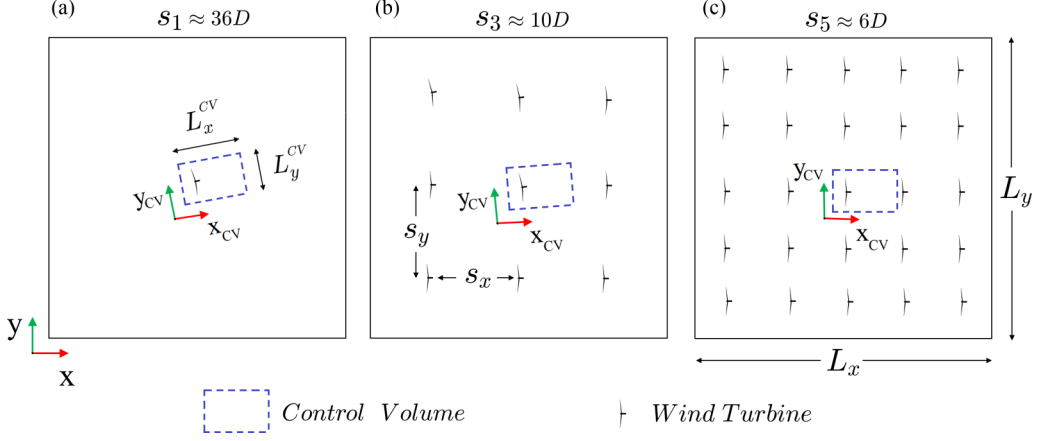 (a)
s₁ ≈ 36D
(b)
s₃ ≈ 10D
(c)
s₅ ≈ 6D
L_x^CV
L_y^CV
y_CV
x_CV
y_CV
x_CV
s_y
s_x
y_CV
x_CV
L_y
y
x
L_x
Control Volume
Wind Turbine